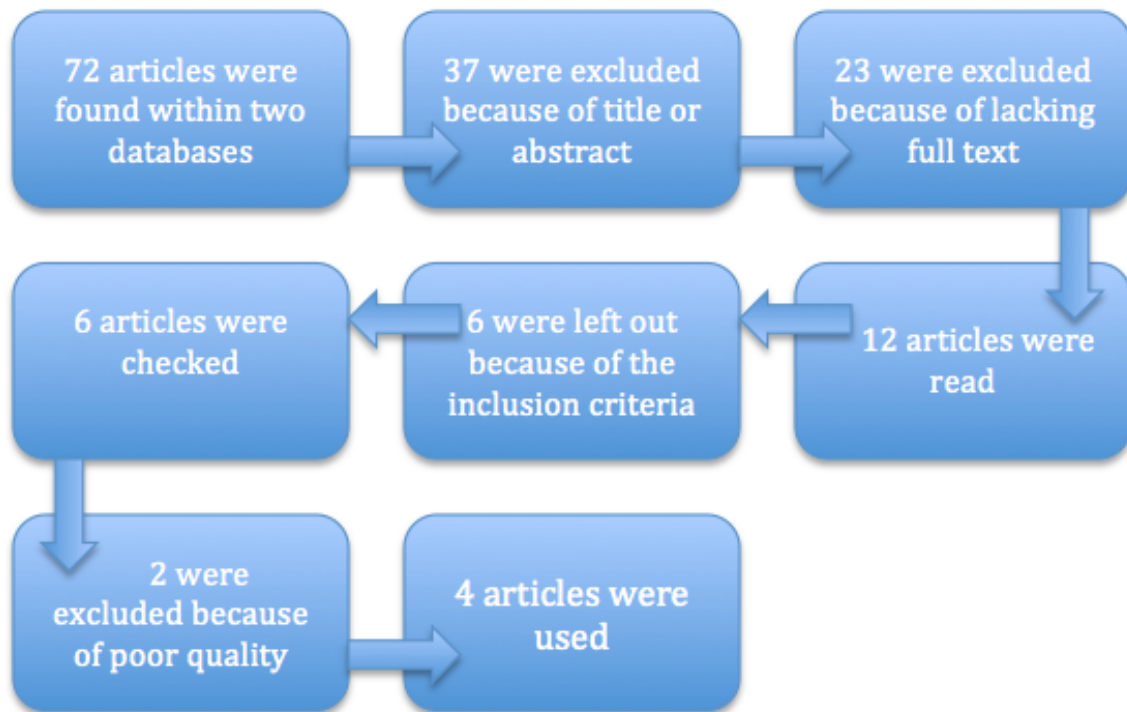 72 articles were
found within two
databases
37 were excluded
because of title or
abstract
23 were excluded
because of lacking
full text
12 articles were
read
6 were left out
because of the
inclusion criteria
6 articles were
checked
2 were
excluded because
of poor quality
4 articles were
used